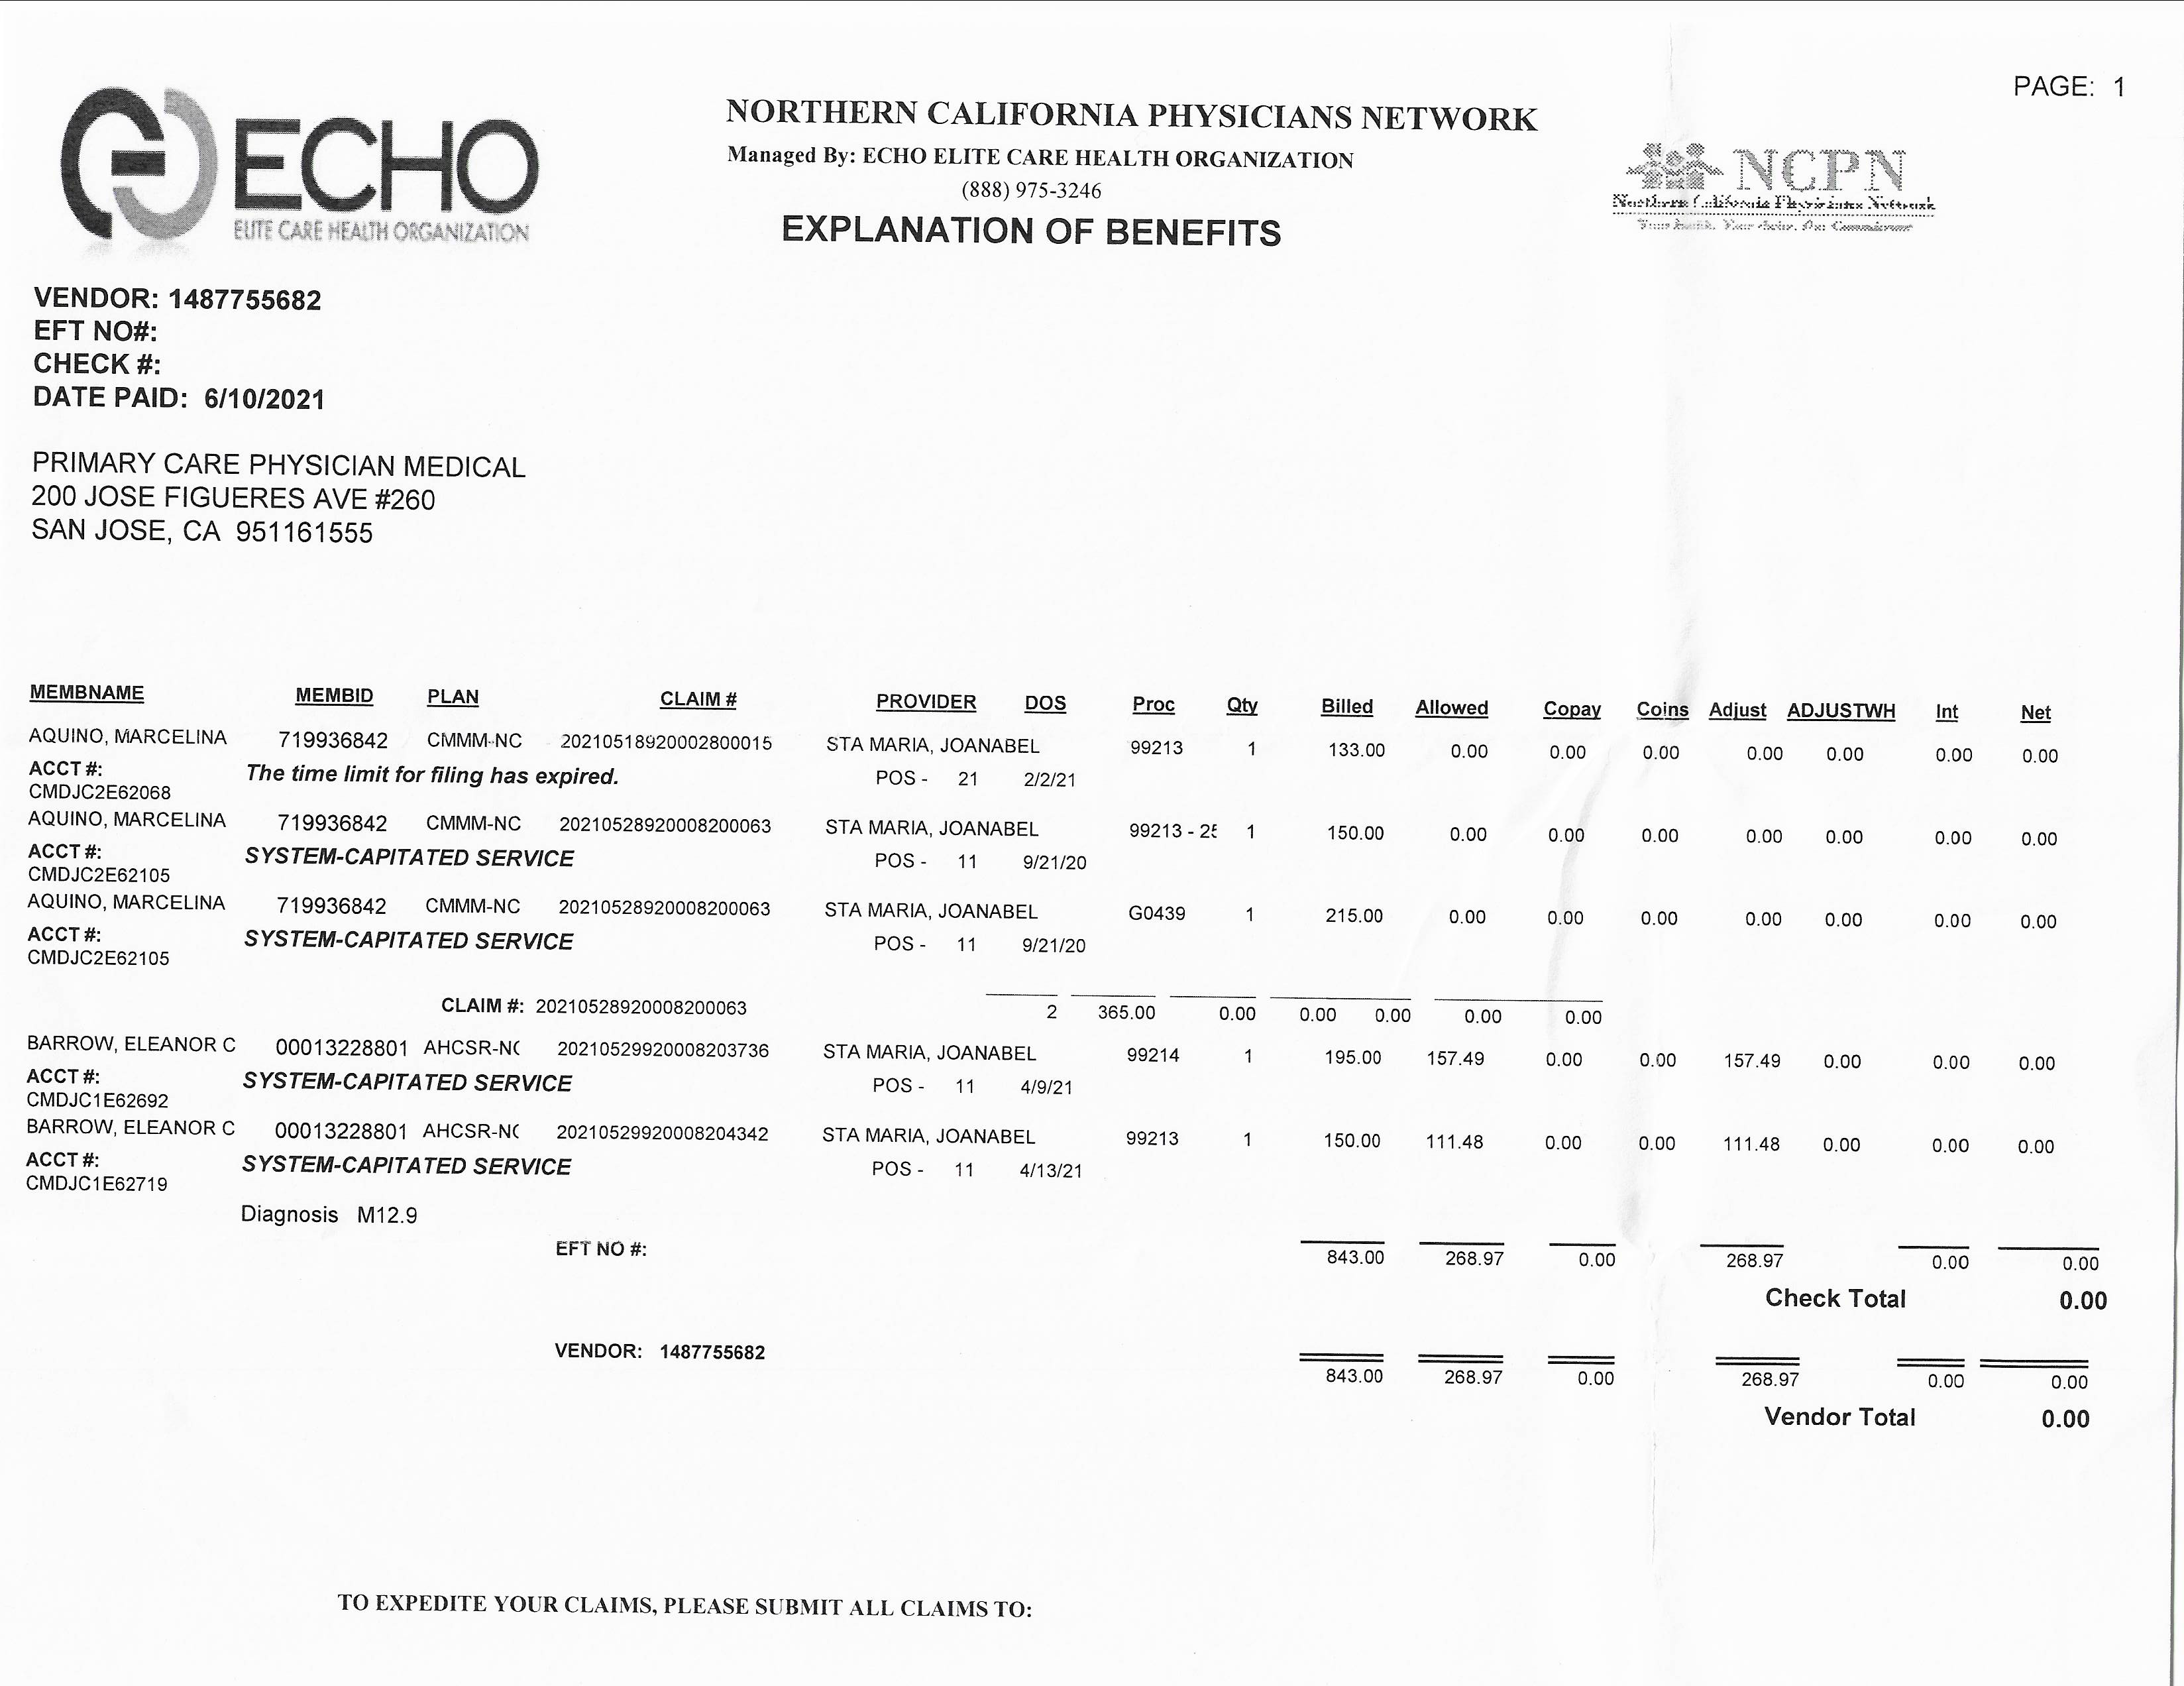 PAGE: 1
ECHO
ELITE CARE HEALTH ORGANIZATION
NORTHERN CALIFORNIA PHYSICIANS NETWORK
Managed By: ECHO ELITE CARE HEALTH ORGANIZATION
(888) 975-3246
EXPLANATION OF BENEFITS
NCPN
Northern California Physicians Network
VENDOR: 1487755682
EFT NO#:
CHECK #:
DATE PAID: 6/10/2021
PRIMARY CARE PHYSICIAN MEDICAL
200 JOSE FIGUERES AVE #260
SAN JOSE, CA 951161555
MEMBNAME MEMBID PLAN CLAIM # PROVIDER DOS Proc Qty Billed Allowed Copay Coins Adjust ADJUSTWH Int Net
AQUINO, MARCELINA 719936842 CMMM-NC 20210518920002800015 STA MARIA, JOANABEL 99213 1 133.00 0.00 0.00 0.00 0.00 0.00 0.00 0.00
ACCT #: The time limit for filing has expired. POS - 21 2/2/21
CMDJC2E62068
AQUINO, MARCELINA 719936842 CMMM-NC 20210528920008200063 STA MARIA, JOANABEL 99213 - 25 1 150.00 0.00 0.00 0.00 0.00 0.00 0.00 0.00
ACCT #: SYSTEM-CAPITATED SERVICE POS - 11 9/21/20
CMDJC2E62105
AQUINO, MARCELINA 719936842 CMMM-NC 20210528920008200063 STA MARIA, JOANABEL G0439 1 215.00 0.00 0.00 0.00 0.00 0.00 0.00 0.00
ACCT #: SYSTEM-CAPITATED SERVICE POS - 11 9/21/20
CMDJC2E62105
CLAIM #: 20210528920008200063 2 365.00 0.00 0.00 0.00 0.00 0.00
BARROW, ELEANOR C 00013228801 AHCSR-NC 20210529920008203736 STA MARIA, JOANABEL 99214 1 195.00 157.49 0.00 0.00 157.49 0.00 0.00 0.00
ACCT #: SYSTEM-CAPITATED SERVICE POS - 11 4/9/21
CMDJC1E62692
BARROW, ELEANOR C 00013228801 AHCSR-NC 20210529920008204342 STA MARIA, JOANABEL 99213 1 150.00 111.48 0.00 0.00 111.48 0.00 0.00 0.00
ACCT #: SYSTEM-CAPITATED SERVICE POS - 11 4/13/21
CMDJC1E62719
Diagnosis M12.9
EFT NO #: 843.00 268.97 0.00 268.97 0.00 0.00
Check Total 0.00
VENDOR: 1487755682 843.00 268.97 0.00 268.97 0.00 0.00
Vendor Total 0.00
TO EXPEDITE YOUR CLAIMS, PLEASE SUBMIT ALL CLAIMS TO: